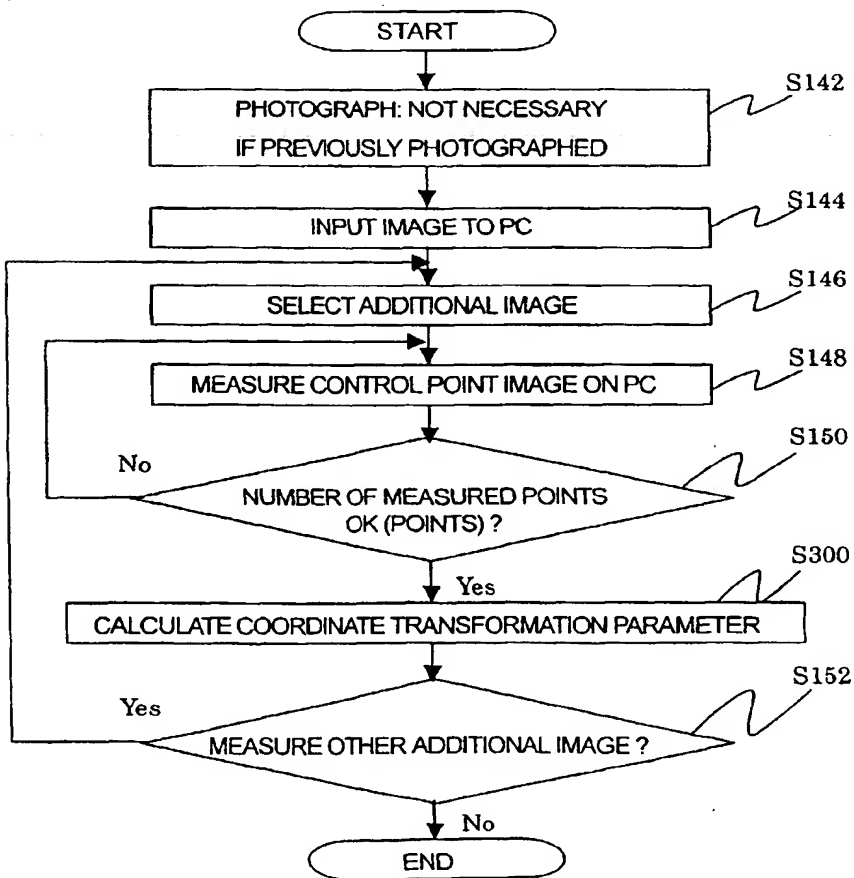 START
S142
PHOTOGRAPH: NOT NECESSARY
IF PREVIOUSLY PHOTOGRAPHED
S144
INPUT IMAGE TO PC
S146
SELECT ADDITIONAL IMAGE
S148
MEASURE CONTROL POINT IMAGE ON PC
S150
No
NUMBER OF MEASURED POINTS
OK (POINTS) ?
Yes
S300
CALCULATE COORDINATE TRANSFORMATION PARAMETER
S152
Yes
MEASURE OTHER ADDITIONAL IMAGE ?
No
END